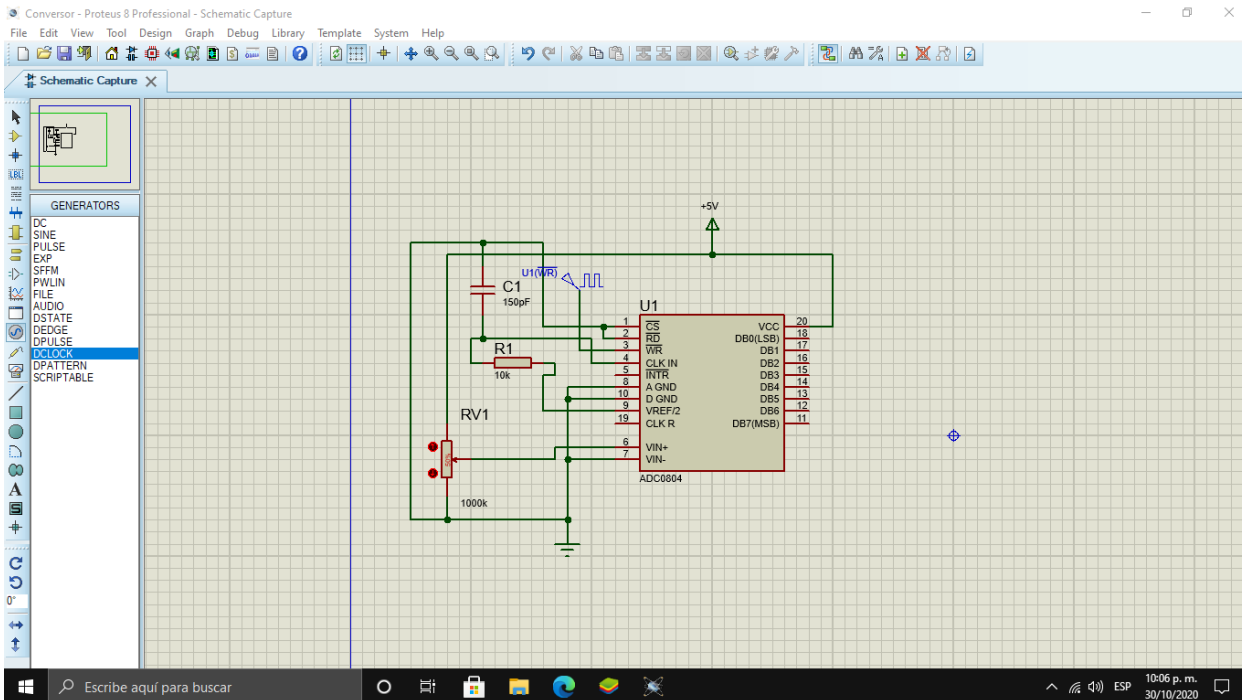 Conversor - Proteus 8 Professional - Schematic Capture
File Edit View Tool Design Graph Debug Library Template System Help
Schematic Capture
LBL
GENERATORS
DC
SINE
PULSE
EXP
SFFM
PWLIN
FILE
AUDIO
DSTATE
DEDGE
DPULSE
DCLOCK
DPATTERN
SCRIPTABLE
A
S
0°
+5V
U1(WR)
C1
150pF
R1
10k
RV1
50%
1000k
U1
1 CS VCC 20
2 RD DB0(LSB) 18
3 WR DB1 17
4 CLK IN DB2 16
5 INTR DB3 15
8 A GND DB4 14
10 D GND DB5 13
9 VREF/2 DB6 12
19 CLK R DB7(MSB) 11
6 VIN+
7 VIN-
ADC0804
Escribe aquí para buscar
ESP
10:06 p. m.
30/10/2020